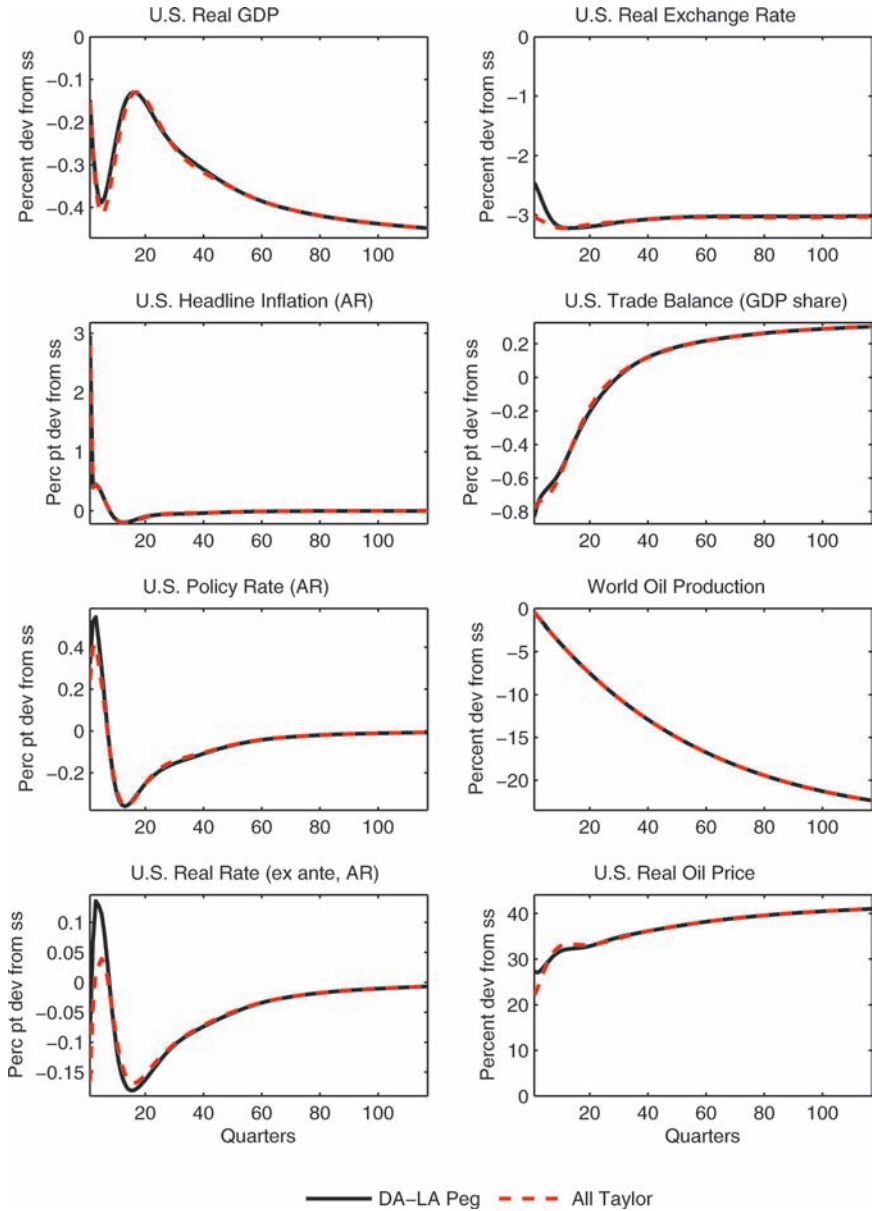 U.S. Real GDP
Percent dev from ss
0
−0.1
−0.2
−0.3
−0.4
20 40 60 80 100
U.S. Real Exchange Rate
Percent dev from ss
0
−1
−2
−3
20 40 60 80 100
U.S. Headline Inflation (AR)
Perc pt dev from ss
3
2
1
0
20 40 60 80 100
U.S. Trade Balance (GDP share)
Perc pt dev from ss
0.2
0
−0.2
−0.4
−0.6
−0.8
20 40 60 80 100
U.S. Policy Rate (AR)
Perc pt dev from ss
0.4
0.2
0
−0.2
20 40 60 80 100
World Oil Production
Percent dev from ss
0
−5
−10
−15
−20
20 40 60 80 100
U.S. Real Rate (ex ante, AR)
Perc pt dev from ss
0.1
0.05
0
−0.05
−0.1
−0.15
20 40 60 80 100
Quarters
U.S. Real Oil Price
Percent dev from ss
40
30
20
10
0
20 40 60 80 100
Quarters
DA−LA Peg All Taylor